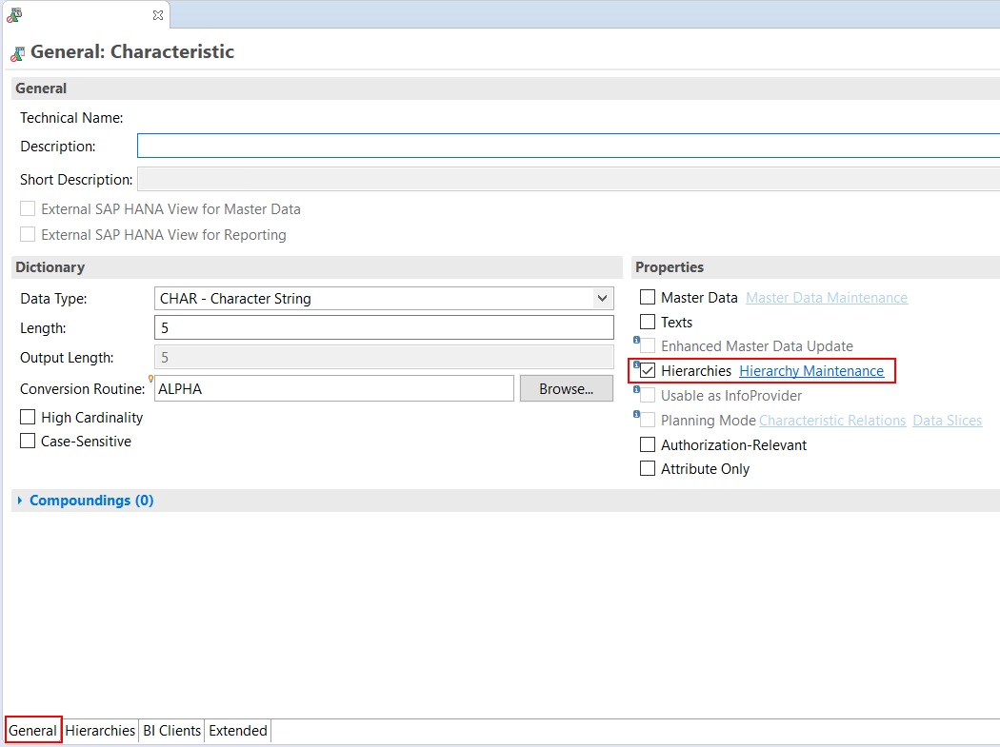 General: Characteristic
General
Technical Name:
Description:
Short Description:
External SAP HANA View for Master Data
External SAP HANA View for Reporting
Dictionary
Data Type: CHAR - Character String
Length: 5
Output Length: 5
Conversion Routine: ALPHA Browse...
High Cardinality
Case-Sensitive
Properties
Master Data Master Data Maintenance
Texts
Enhanced Master Data Update
Hierarchies Hierarchy Maintenance
Usable as InfoProvider
Planning Mode Characteristic Relations Data Slices
Authorization-Relevant
Attribute Only
Compoundings (0)
General Hierarchies BI Clients Extended